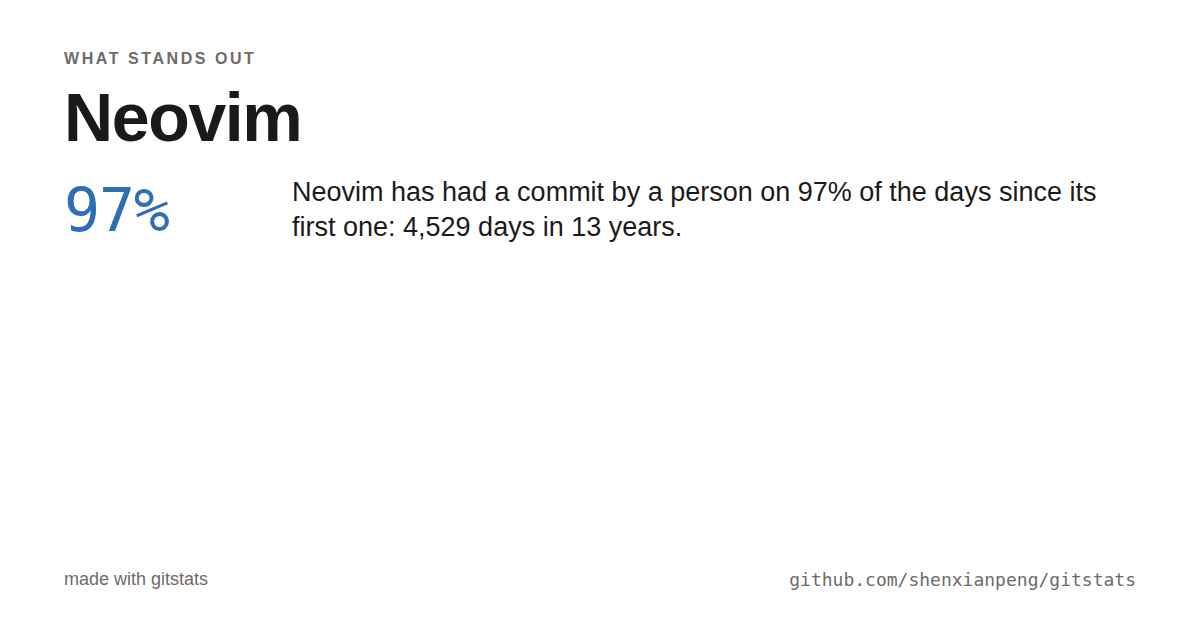 WHAT STANDS OUT
Neovim
97%
Neovim has had a commit by a person on 97% of the days since its
first one: 4,529 days in 13 years.
made with gitstats
github.com/shenxianpeng/gitstats